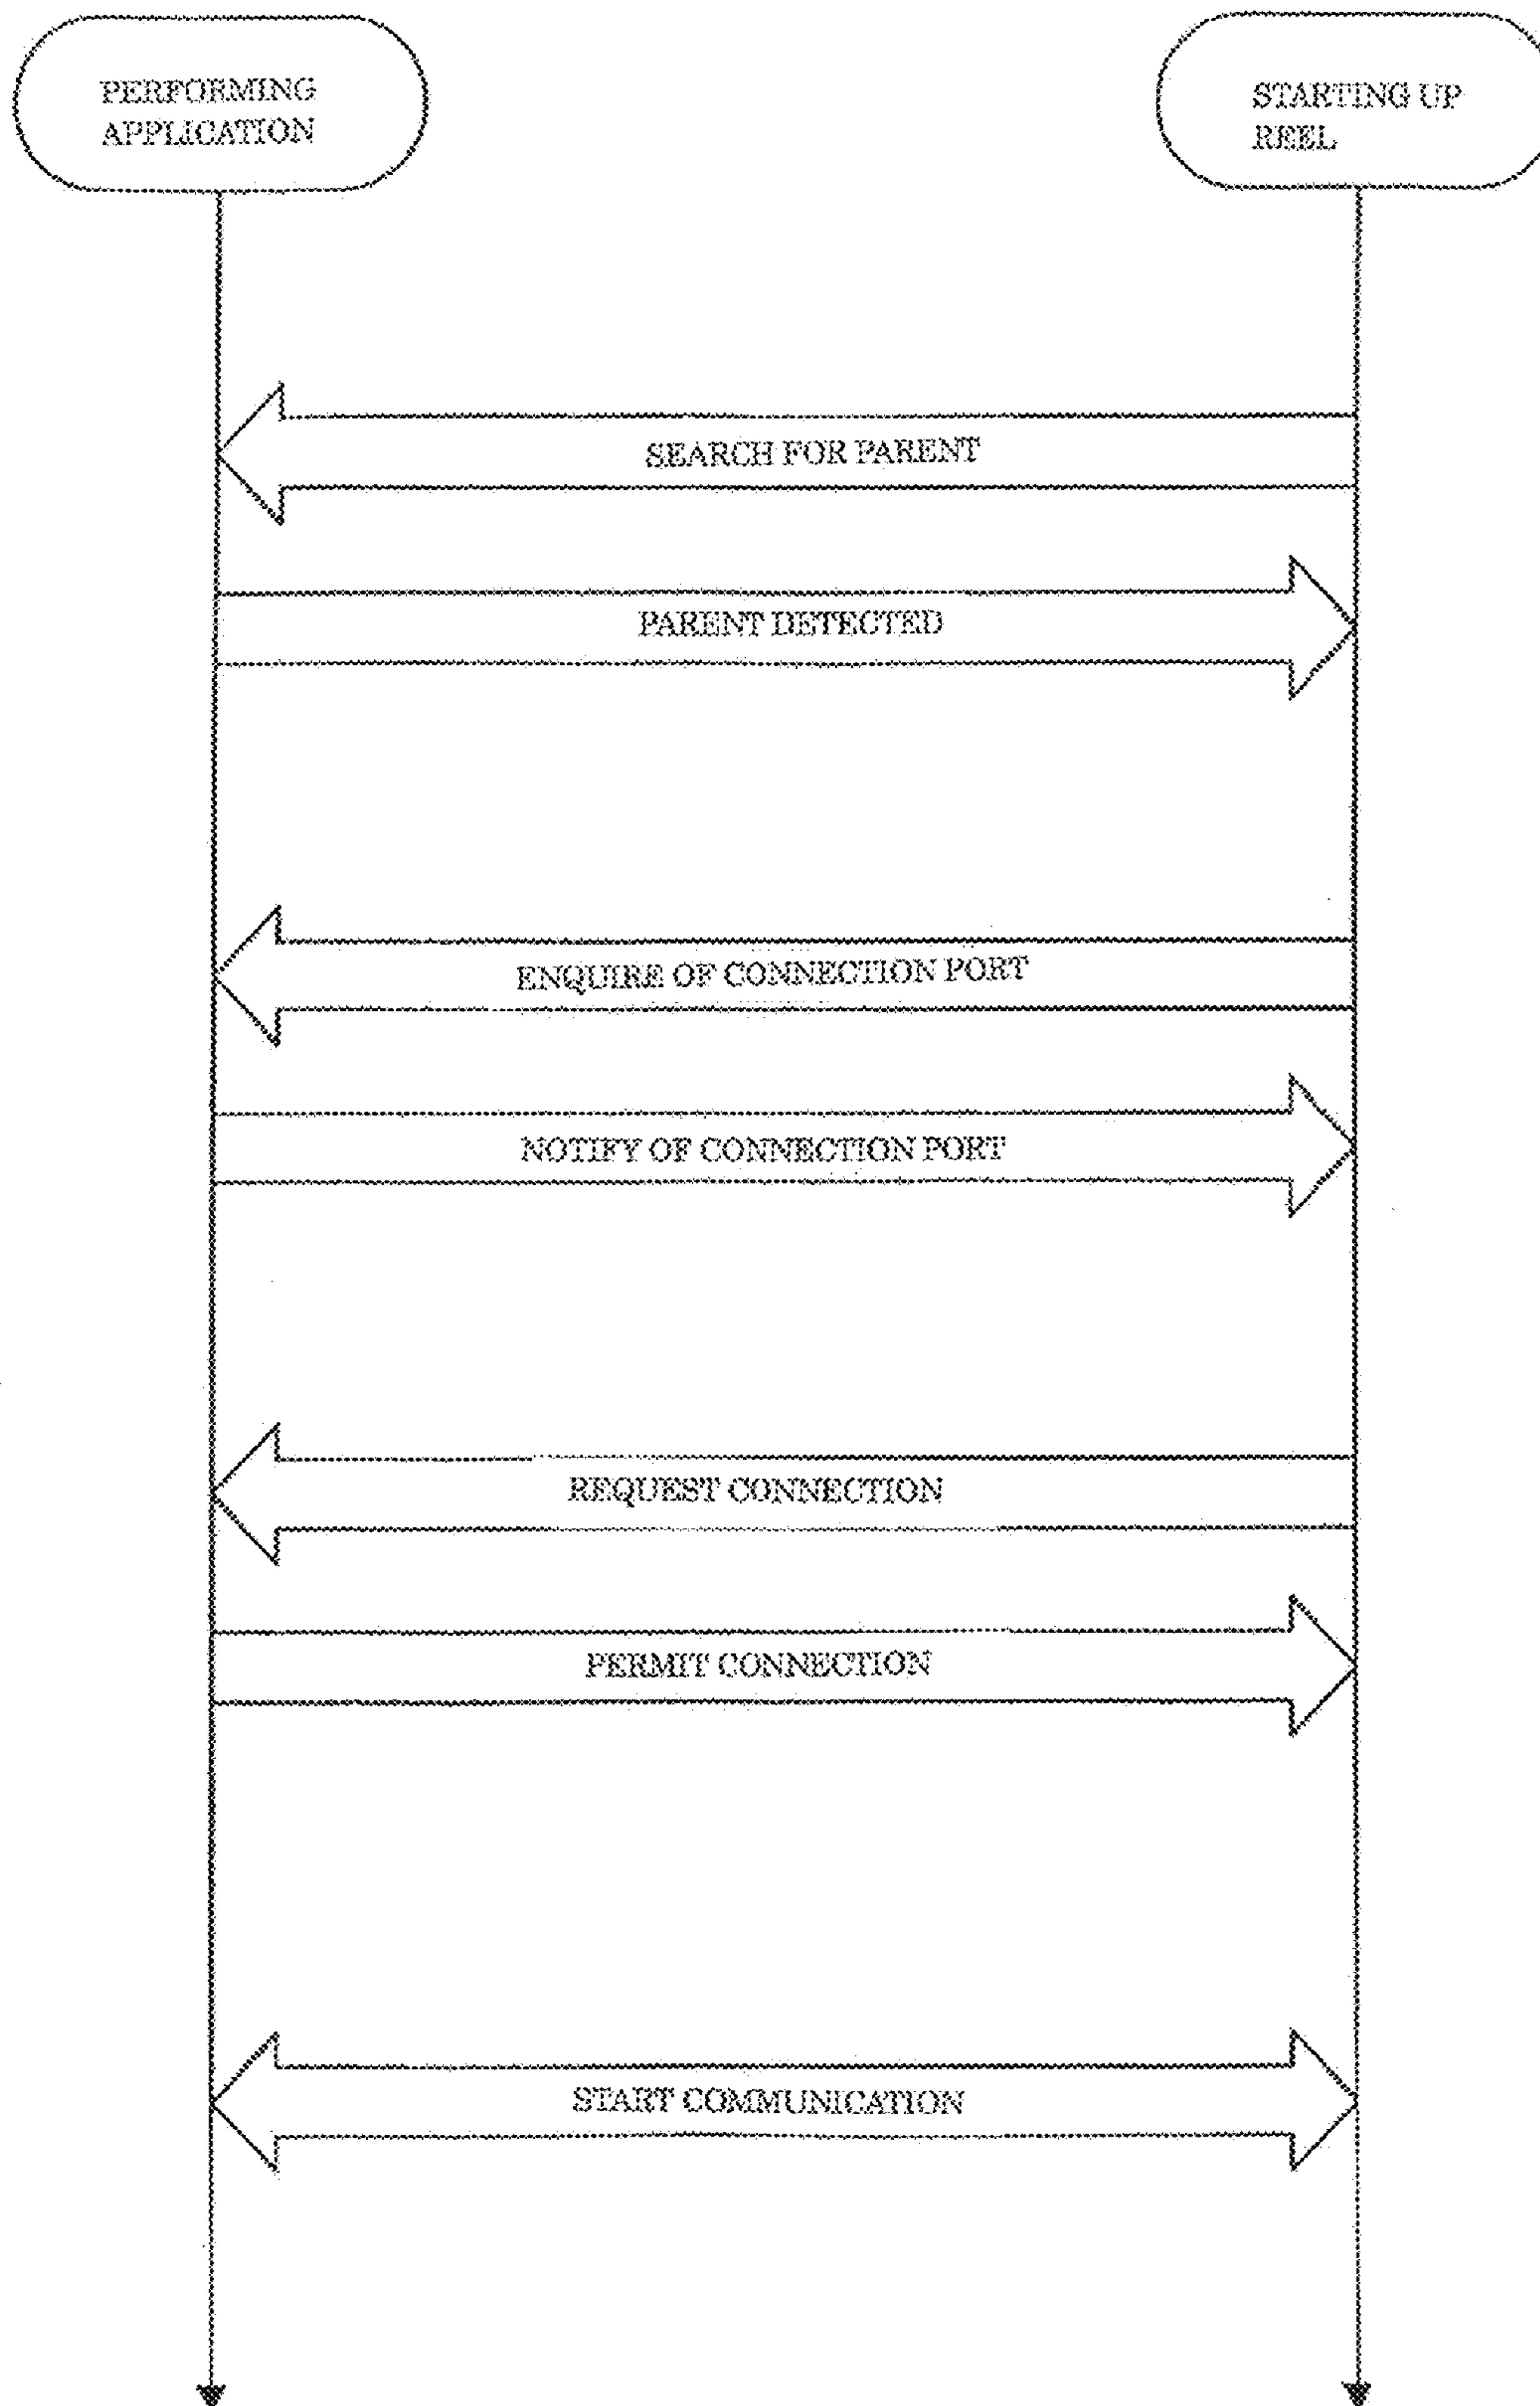 PERFORMING
APPLICATION
STARTING UP
REEL
SEARCH FOR PARENT
PARENT DETECTED
ENQUIRE OF CONNECTION PORT
NOTIFY OF CONNECTION PORT
REQUEST CONNECTION
PERMIT CONNECTION
START COMMUNICATION